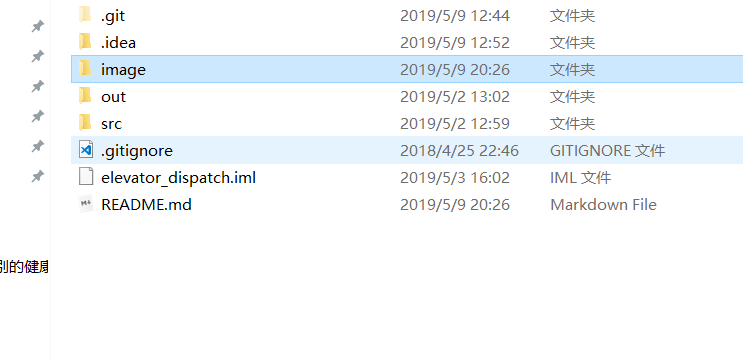 .git 2019/5/9 12:44 文件夹
.idea 2019/5/9 12:52 文件夹
image 2019/5/9 20:26 文件夹
out 2019/5/2 13:02 文件夹
src 2019/5/2 12:59 文件夹
.gitignore 2018/4/25 22:46 GITIGNORE 文件
elevator_dispatch.iml 2019/5/3 16:02 IML 文件
README.md 2019/5/9 20:26 Markdown File
别的健康